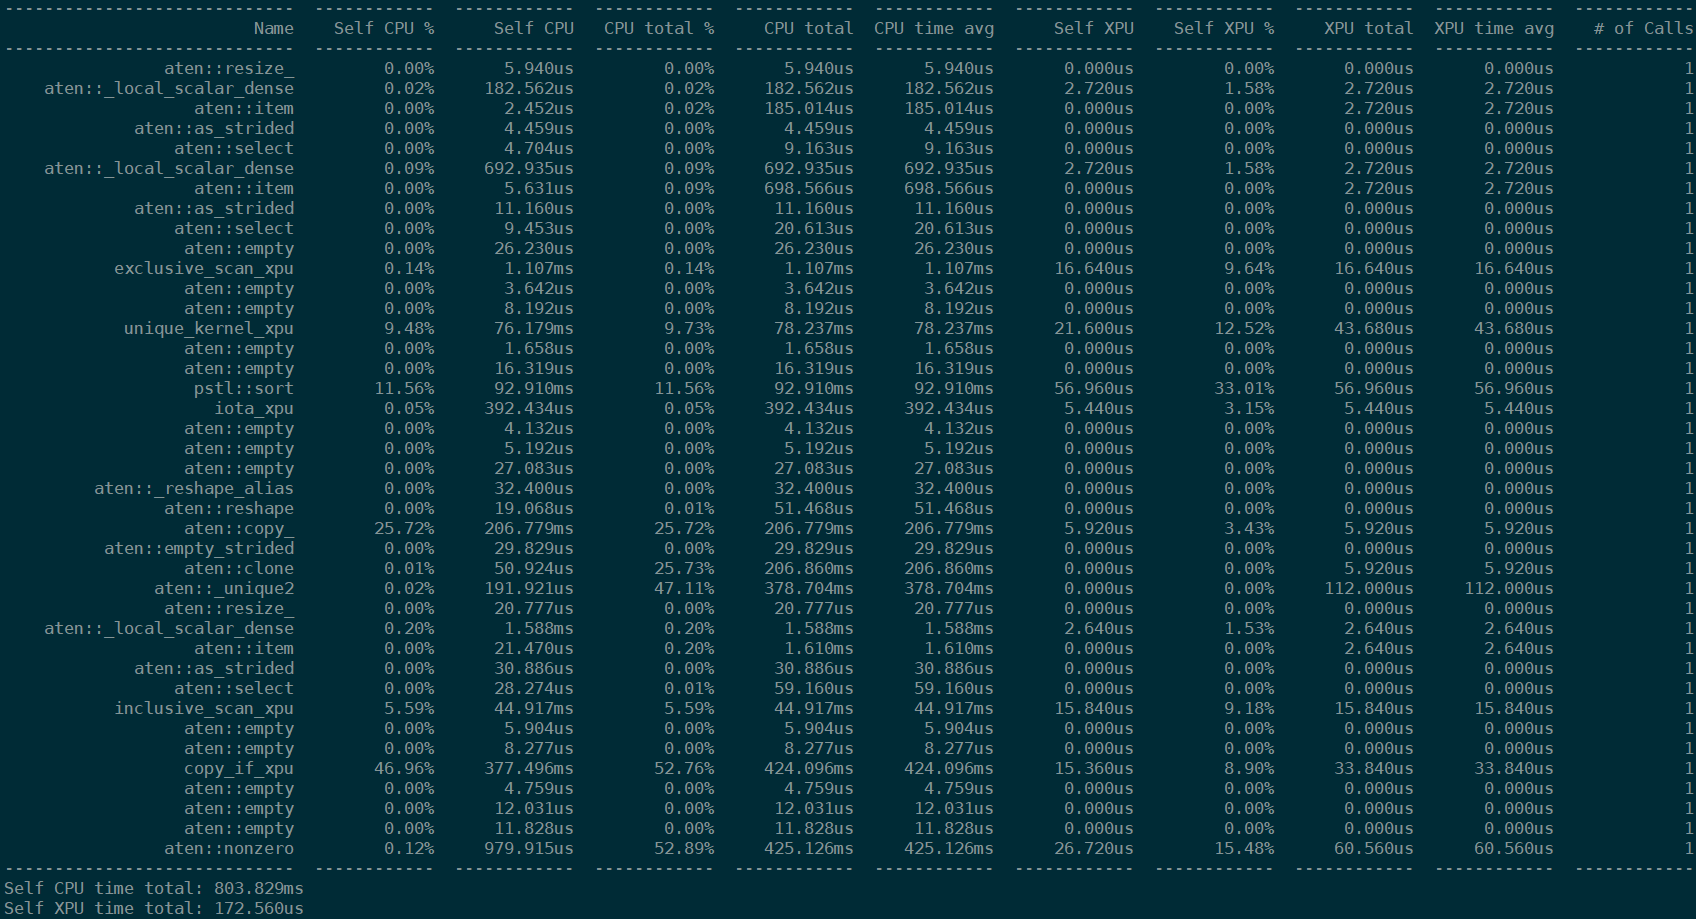 -----------------------------  ------------  ------------  ------------  ------------  ------------  ------------  ------------  ------------  ------------  ------------
Name    Self CPU %      Self CPU   CPU total %     CPU total  CPU time avg      Self XPU    Self XPU %     XPU total  XPU time avg    # of Calls
-----------------------------  ------------  ------------  ------------  ------------  ------------  ------------  ------------  ------------  ------------  ------------
aten::resize_ 0.00% 5.940us 0.00% 5.940us 5.940us 0.000us 0.00% 0.000us 0.000us 1
aten::_local_scalar_dense 0.02% 182.562us 0.02% 182.562us 182.562us 2.720us 1.58% 2.720us 2.720us 1
aten::item 0.00% 2.452us 0.02% 185.014us 185.014us 0.000us 0.00% 2.720us 2.720us 1
aten::as_strided 0.00% 4.459us 0.00% 4.459us 4.459us 0.000us 0.00% 0.000us 0.000us 1
aten::select 0.00% 4.704us 0.00% 9.163us 9.163us 0.000us 0.00% 0.000us 0.000us 1
aten::_local_scalar_dense 0.09% 692.935us 0.09% 692.935us 692.935us 2.720us 1.58% 2.720us 2.720us 1
aten::item 0.00% 5.631us 0.09% 698.566us 698.566us 0.000us 0.00% 2.720us 2.720us 1
aten::as_strided 0.00% 11.160us 0.00% 11.160us 11.160us 0.000us 0.00% 0.000us 0.000us 1
aten::select 0.00% 9.453us 0.00% 20.613us 20.613us 0.000us 0.00% 0.000us 0.000us 1
aten::empty 0.00% 26.230us 0.00% 26.230us 26.230us 0.000us 0.00% 0.000us 0.000us 1
exclusive_scan_xpu 0.14% 1.107ms 0.14% 1.107ms 1.107ms 16.640us 9.64% 16.640us 16.640us 1
aten::empty 0.00% 3.642us 0.00% 3.642us 3.642us 0.000us 0.00% 0.000us 0.000us 1
aten::empty 0.00% 8.192us 0.00% 8.192us 8.192us 0.000us 0.00% 0.000us 0.000us 1
unique_kernel_xpu 9.48% 76.179ms 9.73% 78.237ms 78.237ms 21.600us 12.52% 43.680us 43.680us 1
aten::empty 0.00% 1.658us 0.00% 1.658us 1.658us 0.000us 0.00% 0.000us 0.000us 1
aten::empty 0.00% 16.319us 0.00% 16.319us 16.319us 0.000us 0.00% 0.000us 0.000us 1
pstl::sort 11.56% 92.910ms 11.56% 92.910ms 92.910ms 56.960us 33.01% 56.960us 56.960us 1
iota_xpu 0.05% 392.434us 0.05% 392.434us 392.434us 5.440us 3.15% 5.440us 5.440us 1
aten::empty 0.00% 4.132us 0.00% 4.132us 4.132us 0.000us 0.00% 0.000us 0.000us 1
aten::empty 0.00% 5.192us 0.00% 5.192us 5.192us 0.000us 0.00% 0.000us 0.000us 1
aten::empty 0.00% 27.083us 0.00% 27.083us 27.083us 0.000us 0.00% 0.000us 0.000us 1
aten::_reshape_alias 0.00% 32.400us 0.00% 32.400us 32.400us 0.000us 0.00% 0.000us 0.000us 1
aten::reshape 0.00% 19.068us 0.01% 51.468us 51.468us 0.000us 0.00% 0.000us 0.000us 1
aten::copy_ 25.72% 206.779ms 25.72% 206.779ms 206.779ms 5.920us 3.43% 5.920us 5.920us 1
aten::empty_strided 0.00% 29.829us 0.00% 29.829us 29.829us 0.000us 0.00% 0.000us 0.000us 1
aten::clone 0.01% 50.924us 25.73% 206.860ms 206.860ms 0.000us 0.00% 5.920us 5.920us 1
aten::_unique2 0.02% 191.921us 47.11% 378.704ms 378.704ms 0.000us 0.00% 112.000us 112.000us 1
aten::resize_ 0.00% 20.777us 0.00% 20.777us 20.777us 0.000us 0.00% 0.000us 0.000us 1
aten::_local_scalar_dense 0.20% 1.588ms 0.20% 1.588ms 1.588ms 2.640us 1.53% 2.640us 2.640us 1
aten::item 0.00% 21.470us 0.20% 1.610ms 1.610ms 0.000us 0.00% 2.640us 2.640us 1
aten::as_strided 0.00% 30.886us 0.00% 30.886us 30.886us 0.000us 0.00% 0.000us 0.000us 1
aten::select 0.00% 28.274us 0.01% 59.160us 59.160us 0.000us 0.00% 0.000us 0.000us 1
inclusive_scan_xpu 5.59% 44.917ms 5.59% 44.917ms 44.917ms 15.840us 9.18% 15.840us 15.840us 1
aten::empty 0.00% 5.904us 0.00% 5.904us 5.904us 0.000us 0.00% 0.000us 0.000us 1
aten::empty 0.00% 8.277us 0.00% 8.277us 8.277us 0.000us 0.00% 0.000us 0.000us 1
copy_if_xpu 46.96% 377.496ms 52.76% 424.096ms 424.096ms 15.360us 8.90% 33.840us 33.840us 1
aten::empty 0.00% 4.759us 0.00% 4.759us 4.759us 0.000us 0.00% 0.000us 0.000us 1
aten::empty 0.00% 12.031us 0.00% 12.031us 12.031us 0.000us 0.00% 0.000us 0.000us 1
aten::empty 0.00% 11.828us 0.00% 11.828us 11.828us 0.000us 0.00% 0.000us 0.000us 1
aten::nonzero 0.12% 979.915us 52.89% 425.126ms 425.126ms 26.720us 15.48% 60.560us 60.560us 1
-----------------------------  ------------  ------------  ------------  ------------  ------------  ------------  ------------  ------------  ------------  ------------
Self CPU time total: 803.829ms
Self XPU time total: 172.560us